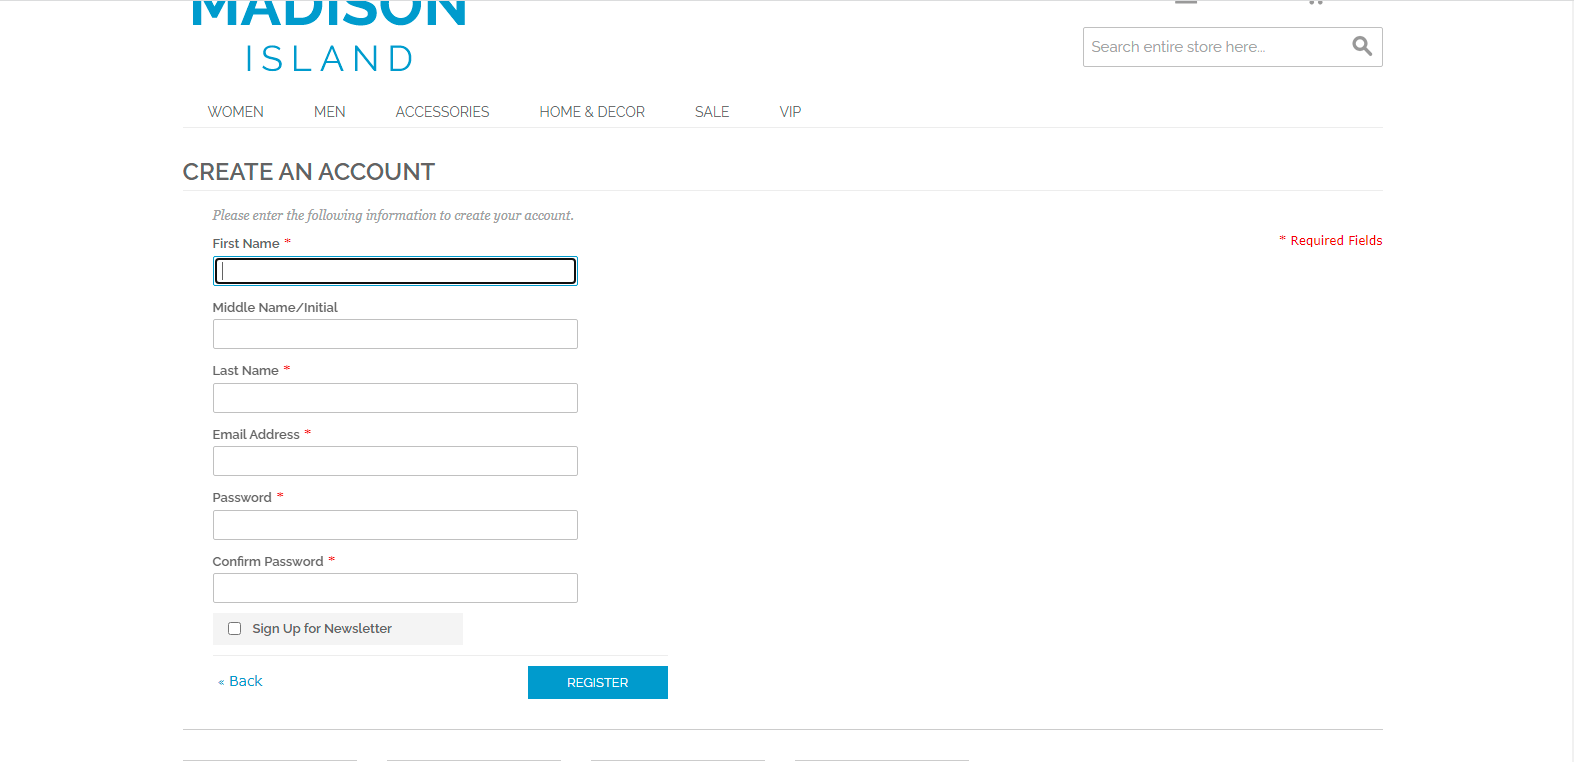 MADISON
ISLAND
Search entire store here...
WOMEN MEN ACCESSORIES HOME & DECOR SALE VIP
CREATE AN ACCOUNT
Please enter the following information to create your account.
* Required Fields
First Name *
Middle Name/Initial
Last Name *
Email Address *
Password *
Confirm Password *
Sign Up for Newsletter
« Back
REGISTER